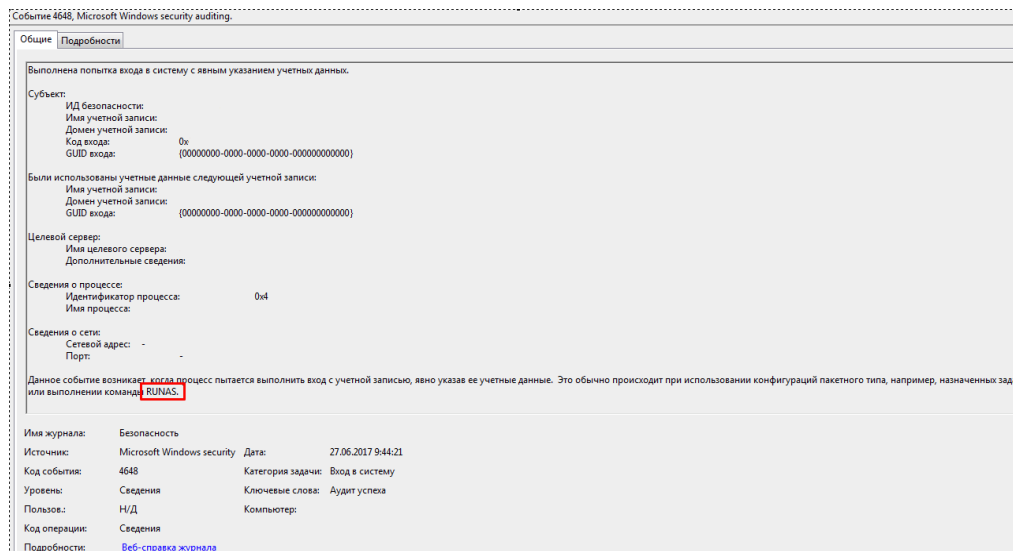 Событие 4648, Microsoft Windows security auditing.
Общие Подробности
Выполнена попытка входа в систему с явным указанием учетных данных.
Субъект:
ИД безопасности:
Имя учетной записи:
Домен учетной записи:
Код входа: 0x
GUID входа: {00000000-0000-0000-0000-000000000000}
Были использованы учетные данные следующей учетной записи:
Имя учетной записи:
Домен учетной записи:
GUID входа: {00000000-0000-0000-0000-000000000000}
Целевой сервер:
Имя целевого сервера:
Дополнительные сведения:
Сведения о процессе:
Идентификатор процесса: 0x4
Имя процесса:
Сведения о сети:
Сетевой адрес: -
Порт: -
Данное событие возникает, когда процесс пытается выполнить вход с учетной записью, явно указав ее учетные данные. Это обычно происходит при использовании конфигураций пакетного типа, например, назначенных зад
или выполнении команды RUNAS.
Имя журнала: Безопасность
Источник: Microsoft Windows security Дата: 27.06.2017 9:44:21
Код события: 4648 Категория задачи: Вход в систему
Уровень: Сведения Ключевые слова: Аудит успеха
Пользов.: Н/Д Компьютер:
Код операции: Сведения
Подробности: Веб-справка журнала